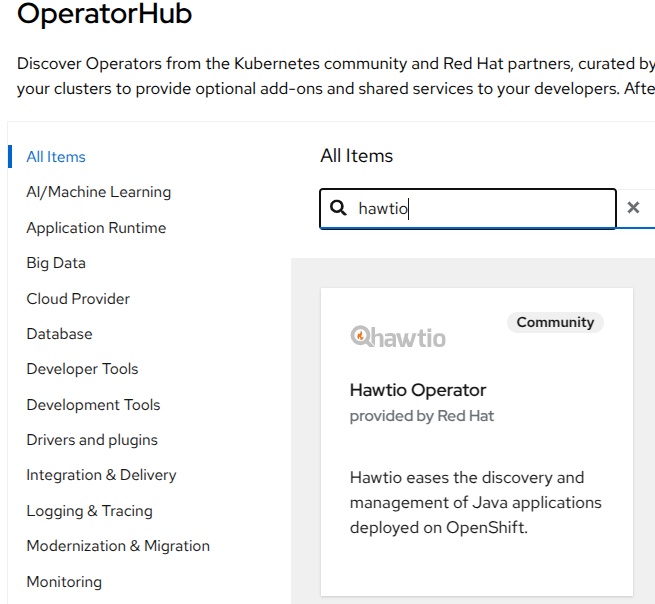 OperatorHub
Discover Operators from the Kubernetes community and Red Hat partners, curated by
your clusters to provide optional add-ons and shared services to your developers. Afte
All Items
AI/Machine Learning
Application Runtime
Big Data
Cloud Provider
Database
Developer Tools
Development Tools
Drivers and plugins
Integration & Delivery
Logging & Tracing
Modernization & Migration
Monitoring
All Items
hawtio
Community
hawtio
Hawtio Operator
provided by Red Hat
Hawtio eases the discovery and
management of Java applications
deployed on OpenShift.